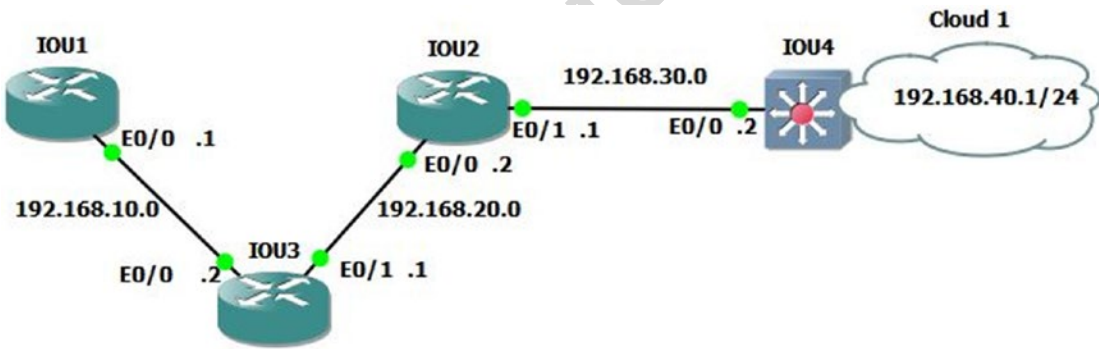 Cloud 1
IOU1
IOU2
IOU4
192.168.30.0
192.168.40.1/24
E0/0 .1
E0/1 .1
E0/0 .2
E0/0 .2
192.168.10.0
192.168.20.0
IOU3
E0/0 .2
E0/1 .1